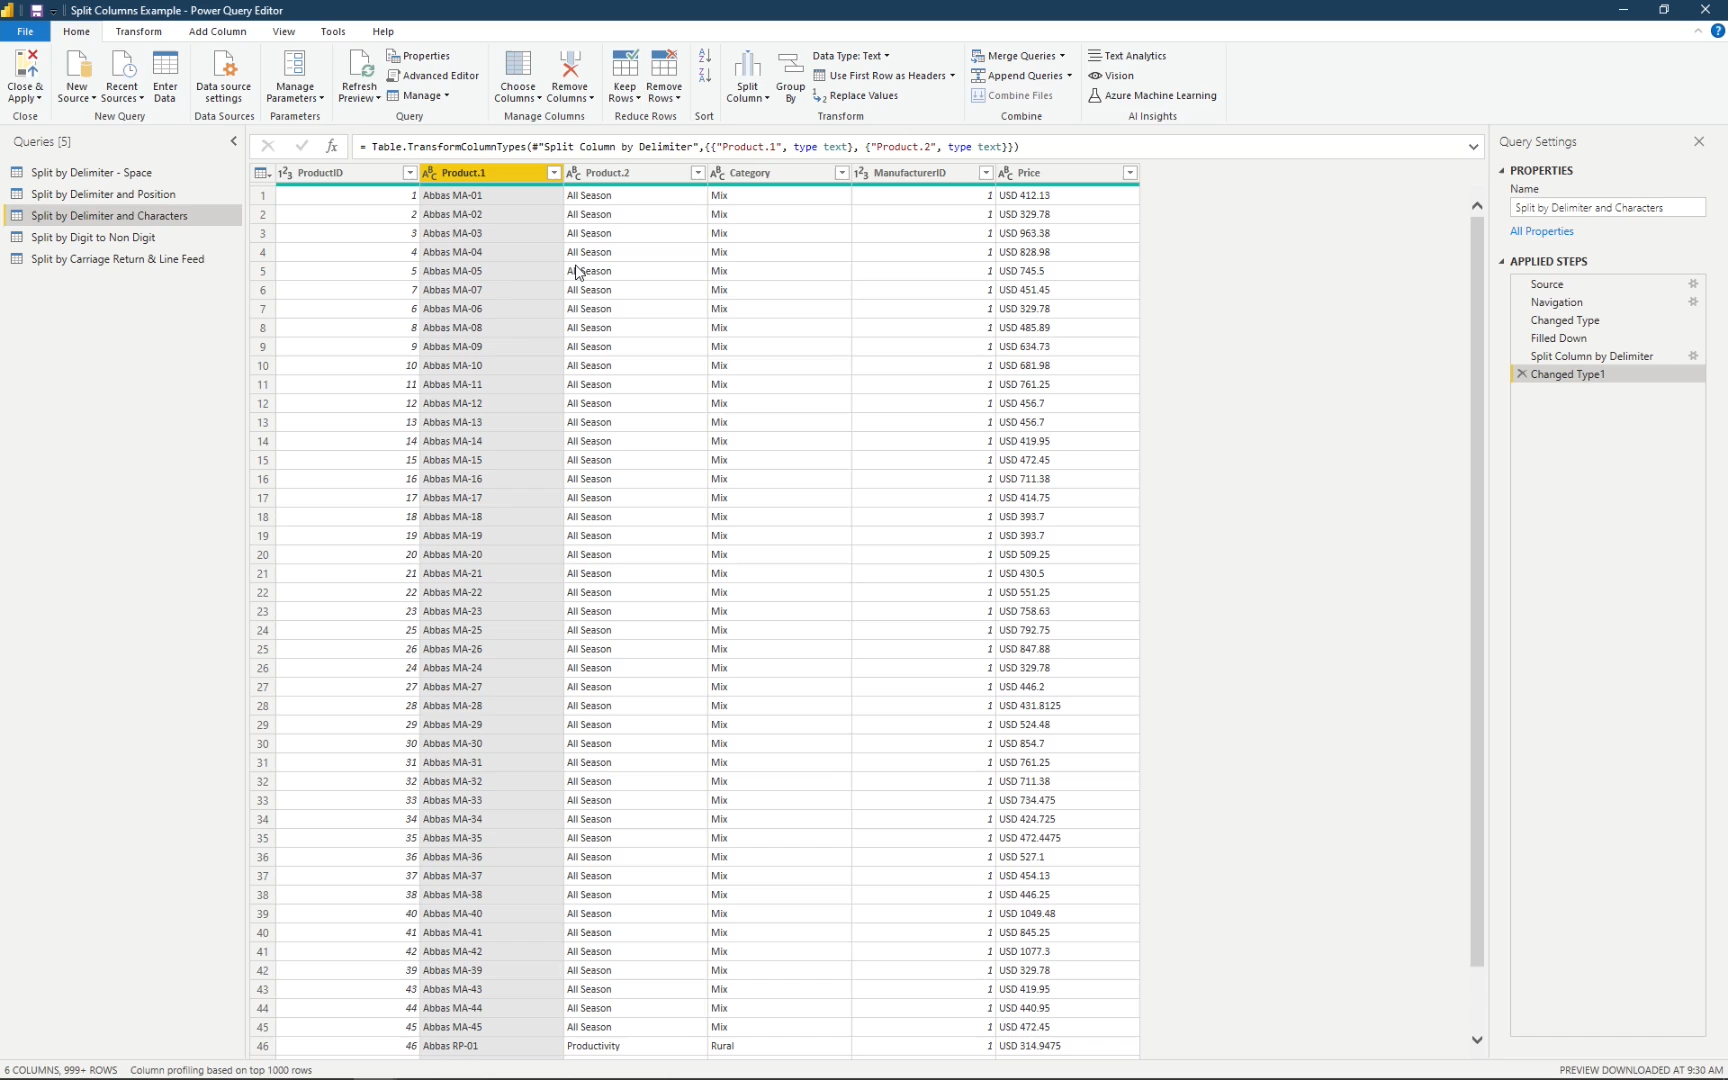 Split Columns Example - Power Query Editor
File Home Transform Add Column View Tools Help
Close & Apply
New Source
Recent Sources
Enter Data
Data source settings
Manage Parameters
Refresh Preview
Properties
Advanced Editor
Manage
Choose Columns
Remove Columns
Keep Rows
Remove Rows
Split Column
Group By
Data Type: Text
Use First Row as Headers
Replace Values
Merge Queries
Append Queries
Combine Files
Text Analytics
Vision
Azure Machine Learning
Close New Query Data Sources Parameters Query Manage Columns Reduce Rows Sort Transform Combine AI Insights
Queries [5]
Split by Delimiter - Space
Split by Delimiter and Position
Split by Delimiter and Characters
Split by Digit to Non Digit
Split by Carriage Return & Line Feed
fx = Table.TransformColumnTypes(#"Split Column by Delimiter",{{"Product.1", type text}, {"Product.2", type text}})
ProductID Product.1 Product.2 Category ManufacturerID Price
1 1 Abbas MA-01 All Season Mix 1 USD 412.13
2 2 Abbas MA-02 All Season Mix 1 USD 329.78
3 3 Abbas MA-03 All Season Mix 1 USD 963.38
4 4 Abbas MA-04 All Season Mix 1 USD 828.98
5 5 Abbas MA-05 All Season Mix 1 USD 745.5
6 7 Abbas MA-07 All Season Mix 1 USD 451.45
7 6 Abbas MA-06 All Season Mix 1 USD 329.78
8 8 Abbas MA-08 All Season Mix 1 USD 485.89
9 9 Abbas MA-09 All Season Mix 1 USD 634.73
10 10 Abbas MA-10 All Season Mix 1 USD 681.98
11 11 Abbas MA-11 All Season Mix 1 USD 761.25
12 12 Abbas MA-12 All Season Mix 1 USD 456.7
13 13 Abbas MA-13 All Season Mix 1 USD 456.7
14 14 Abbas MA-14 All Season Mix 1 USD 419.95
15 15 Abbas MA-15 All Season Mix 1 USD 472.45
16 16 Abbas MA-16 All Season Mix 1 USD 711.38
17 17 Abbas MA-17 All Season Mix 1 USD 414.75
18 18 Abbas MA-18 All Season Mix 1 USD 393.7
19 19 Abbas MA-19 All Season Mix 1 USD 393.7
20 20 Abbas MA-20 All Season Mix 1 USD 509.25
21 21 Abbas MA-21 All Season Mix 1 USD 430.5
22 22 Abbas MA-22 All Season Mix 1 USD 551.25
23 23 Abbas MA-23 All Season Mix 1 USD 758.63
24 25 Abbas MA-25 All Season Mix 1 USD 792.75
25 26 Abbas MA-26 All Season Mix 1 USD 847.88
26 24 Abbas MA-24 All Season Mix 1 USD 329.78
27 27 Abbas MA-27 All Season Mix 1 USD 446.2
28 28 Abbas MA-28 All Season Mix 1 USD 431.8125
29 29 Abbas MA-29 All Season Mix 1 USD 524.48
30 30 Abbas MA-30 All Season Mix 1 USD 854.7
31 31 Abbas MA-31 All Season Mix 1 USD 761.25
32 32 Abbas MA-32 All Season Mix 1 USD 711.38
33 33 Abbas MA-33 All Season Mix 1 USD 734.475
34 34 Abbas MA-34 All Season Mix 1 USD 424.725
35 35 Abbas MA-35 All Season Mix 1 USD 472.4475
36 36 Abbas MA-36 All Season Mix 1 USD 527.1
37 37 Abbas MA-37 All Season Mix 1 USD 454.13
38 38 Abbas MA-38 All Season Mix 1 USD 446.25
39 40 Abbas MA-40 All Season Mix 1 USD 1049.48
40 41 Abbas MA-41 All Season Mix 1 USD 845.25
41 42 Abbas MA-42 All Season Mix 1 USD 1077.3
42 39 Abbas MA-39 All Season Mix 1 USD 329.78
43 43 Abbas MA-43 All Season Mix 1 USD 419.95
44 44 Abbas MA-44 All Season Mix 1 USD 440.95
45 45 Abbas MA-45 All Season Mix 1 USD 472.45
46 46 Abbas RP-01 Productivity Rural 1 USD 314.9475
Query Settings
PROPERTIES
Name
Split by Delimiter and Characters
All Properties
APPLIED STEPS
Source
Navigation
Changed Type
Filled Down
Split Column by Delimiter
Changed Type1
6 COLUMNS, 999+ ROWS Column profiling based on top 1000 rows PREVIEW DOWNLOADED AT 9:30 AM